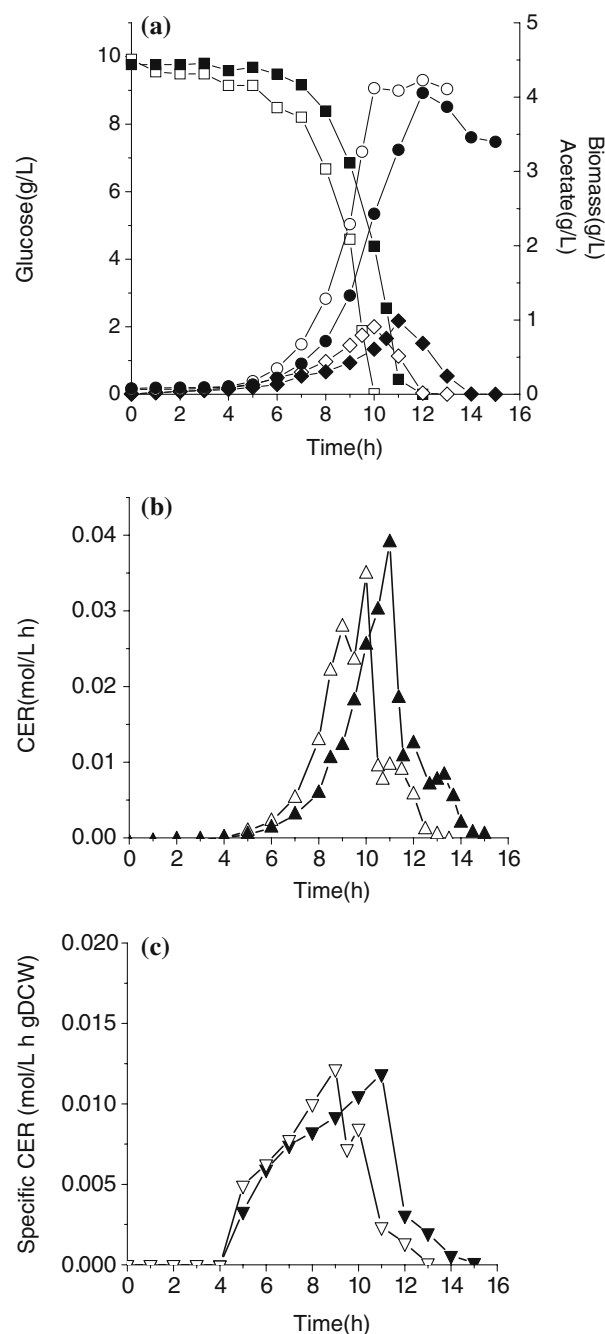 (a)
10
8
6
4
2
0
Glucose(g/L)
5
4
3
2
1
0
Biomass(g/L)
Acetate(g/L)
0 2 4 6 8 10 12 14 16
Time(h)
(b)
0.04
0.03
0.02
0.01
0.00
CER(mol/L h)
0 2 4 6 8 10 12 14 16
Time(h)
(c)
0.020
0.015
0.010
0.005
0.000
Specific CER (mol/L h gDCW)
0 2 4 6 8 10 12 14 16
Time(h)